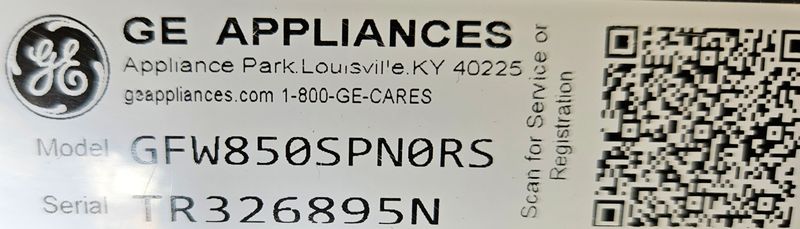 GE
GE APPLIANCES
Appliance Park.Louisville.KY 40225
geappliances.com 1-800-GE-CARES
Model GFW850SPN0RS
Serial TR326895N
Scan for Service or
Registration